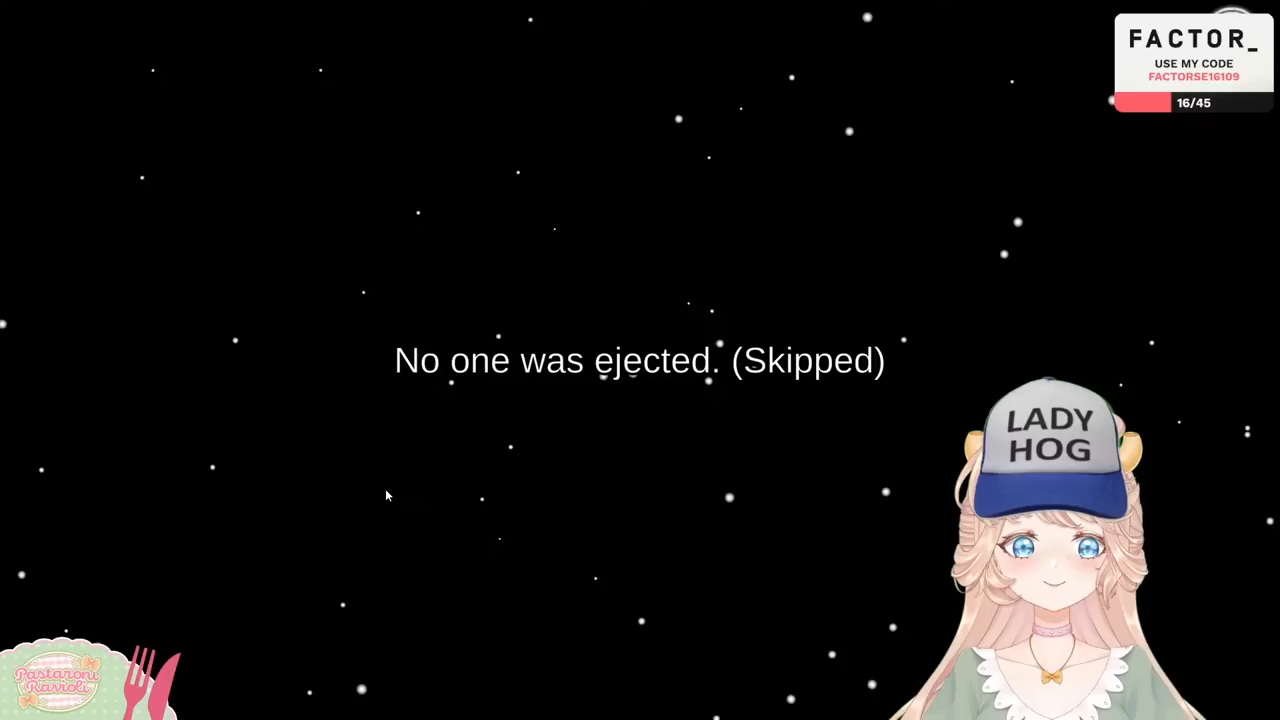 FACTOR_
USE MY CODE
FACTORSE16109
16/45
No one was ejected. (Skipped)
LADY
HOG
Pastaroni
Ravioli